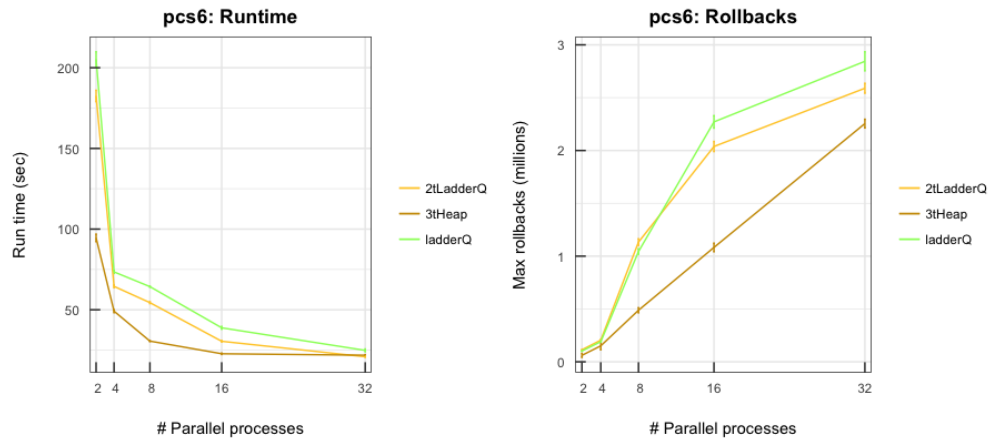 pcs6: Runtime
Run time (sec)
200
150
100
50
2 4 8 16 32
# Parallel processes
2tLadderQ
3tHeap
ladderQ
pcs6: Rollbacks
Max rollbacks (millions)
3
2
1
0
2 4 8 16 32
# Parallel processes
2tLadderQ
3tHeap
ladderQ